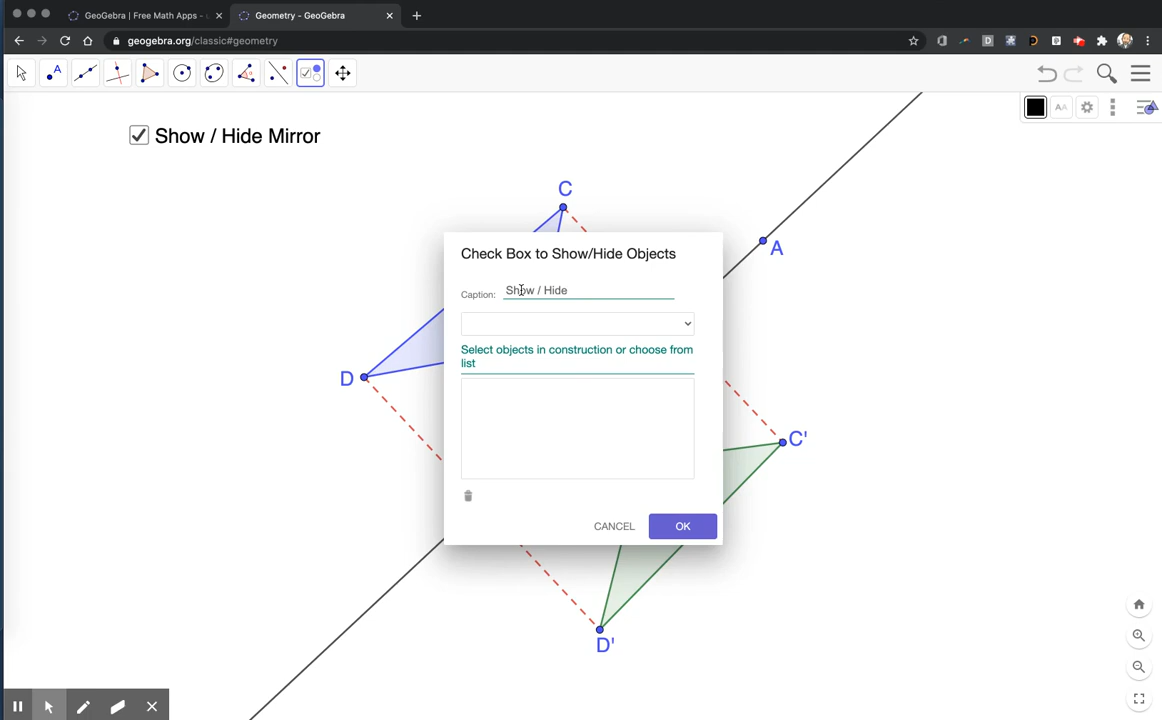 GeoGebra | Free Math Apps -
Geometry - GeoGebra
geogebra.org/classic#geometry
A
AA
Show / Hide Mirror
C
A
Check Box to Show/Hide Objects
Caption: Show / Hide
Select objects in construction or choose from
list
D
C'
CANCEL OK
D'